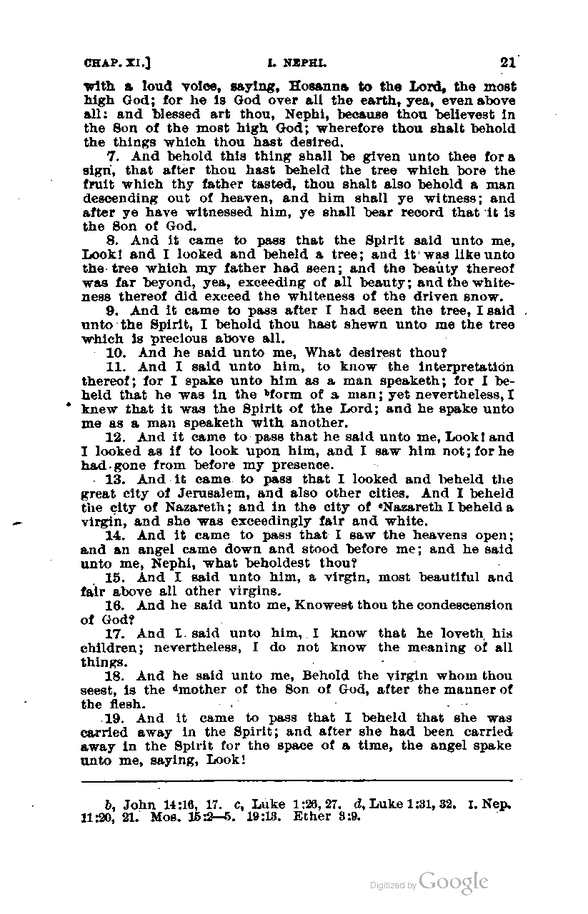 CHAP. XI.] I. NEPHI. 21
with a loud voice, saying, Hosanna to the Lord, the most
high God; for he is God over all the earth, yea, even above
all: and blessed art thou, Nephi, because thou believest in
the Son of the most high God; wherefore thou shalt behold
the things which thou hast desired.
7. And behold this thing shall be given unto thee for a
sign, that after thou hast beheld the tree which bore the
fruit which thy father tasted, thou shalt also behold a man
descending out of heaven, and him shall ye witness; and
after ye have witnessed him, ye shall bear record that it is
the Son of God.
8. And it came to pass that the Spirit said unto me,
Look! and I looked and beheld a tree; and it was like unto
the tree which my father had seen; and the beauty thereof
was far beyond, yea, exceeding of all beauty; and the white-
ness thereof did exceed the whiteness of the driven snow.
9. And it came to pass after I had seen the tree, I said
unto the Spirit, I behold thou hast shewn unto me the tree
which is precious above all.
10. And he said unto me, What desirest thou?
11. And I said unto him, to know the interpretation
thereof; for I spake unto him as a man speaketh; for I be-
held that he was in the ᵇform of a man; yet nevertheless, I
knew that it was the Spirit of the Lord; and he spake unto
me as a man speaketh with another.
12. And it came to pass that he said unto me, Look! and
I looked as if to look upon him, and I saw him not; for he
had gone from before my presence.
13. And it came to pass that I looked and beheld the
great city of Jerusalem, and also other cities. And I beheld
the city of Nazareth; and in the city of ᶜNazareth I beheld a
virgin, and she was exceedingly fair and white.
14. And it came to pass that I saw the heavens open;
and an angel came down and stood before me; and he said
unto me, Nephi, what beholdest thou?
15. And I said unto him, a virgin, most beautiful and
fair above all other virgins.
16. And he said unto me, Knowest thou the condescension
of God?
17. And I said unto him, I know that he loveth his
children; nevertheless, I do not know the meaning of all
things.
18. And he said unto me, Behold the virgin whom thou
seest, is the ᵈmother of the Son of God, after the manner of
the flesh.
19. And it came to pass that I beheld that she was
carried away in the Spirit; and after she had been carried
away in the Spirit for the space of a time, the angel spake
unto me, saying, Look!
b, John 14:16, 17. c, Luke 1:26, 27. d, Luke 1:31, 32. I. Nep.
11:20, 21. Mos. 15:2—5. 19:13. Ether 3:9.
Digitized by Google